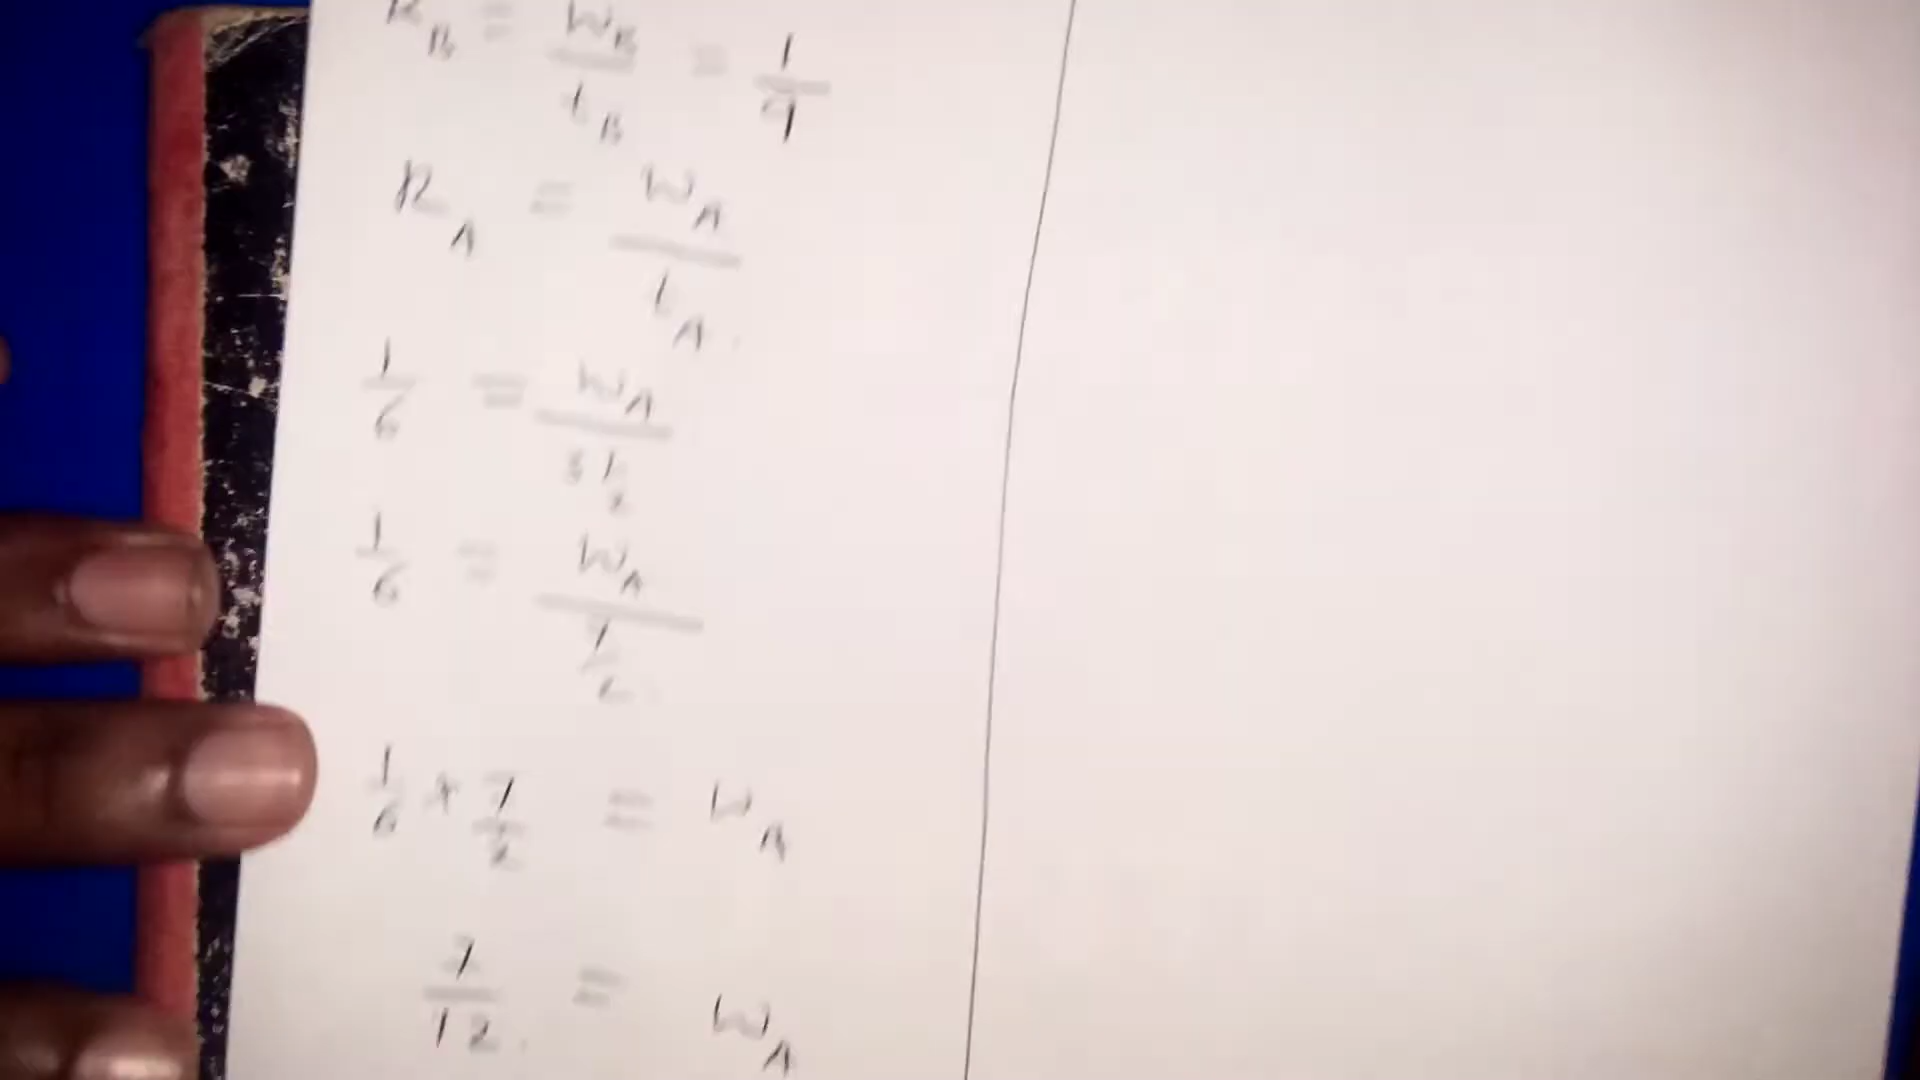 R_B = W_B/t_B = 1/9
R_A = W_A/t_A
1/6 = W_A/3 1/2
1/6 = W_A/7/2
1/6 × 7/2 = W_A
7/12 = W_A